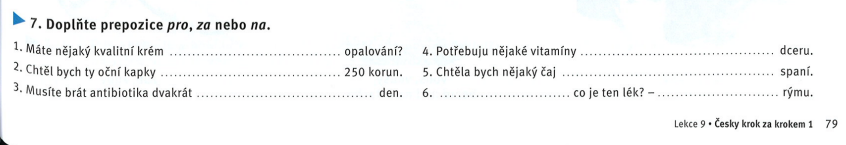 7. Doplňte prepozice pro, za nebo na.
1. Máte nějaký kvalitní krém ........................................ opalování?
2. Chtěl bych ty oční kapky ........................................ 250 korun.
3. Musíte brát antibiotika dvakrát ........................................ den.
4. Potřebuju nějaké vitamíny ........................................ dceru.
5. Chtěla bych nějaký čaj ........................................ spaní.
6. .............................. co je ten lék? – ............................ rýmu.
Lekce 9 • Česky krok za krokem 1 79